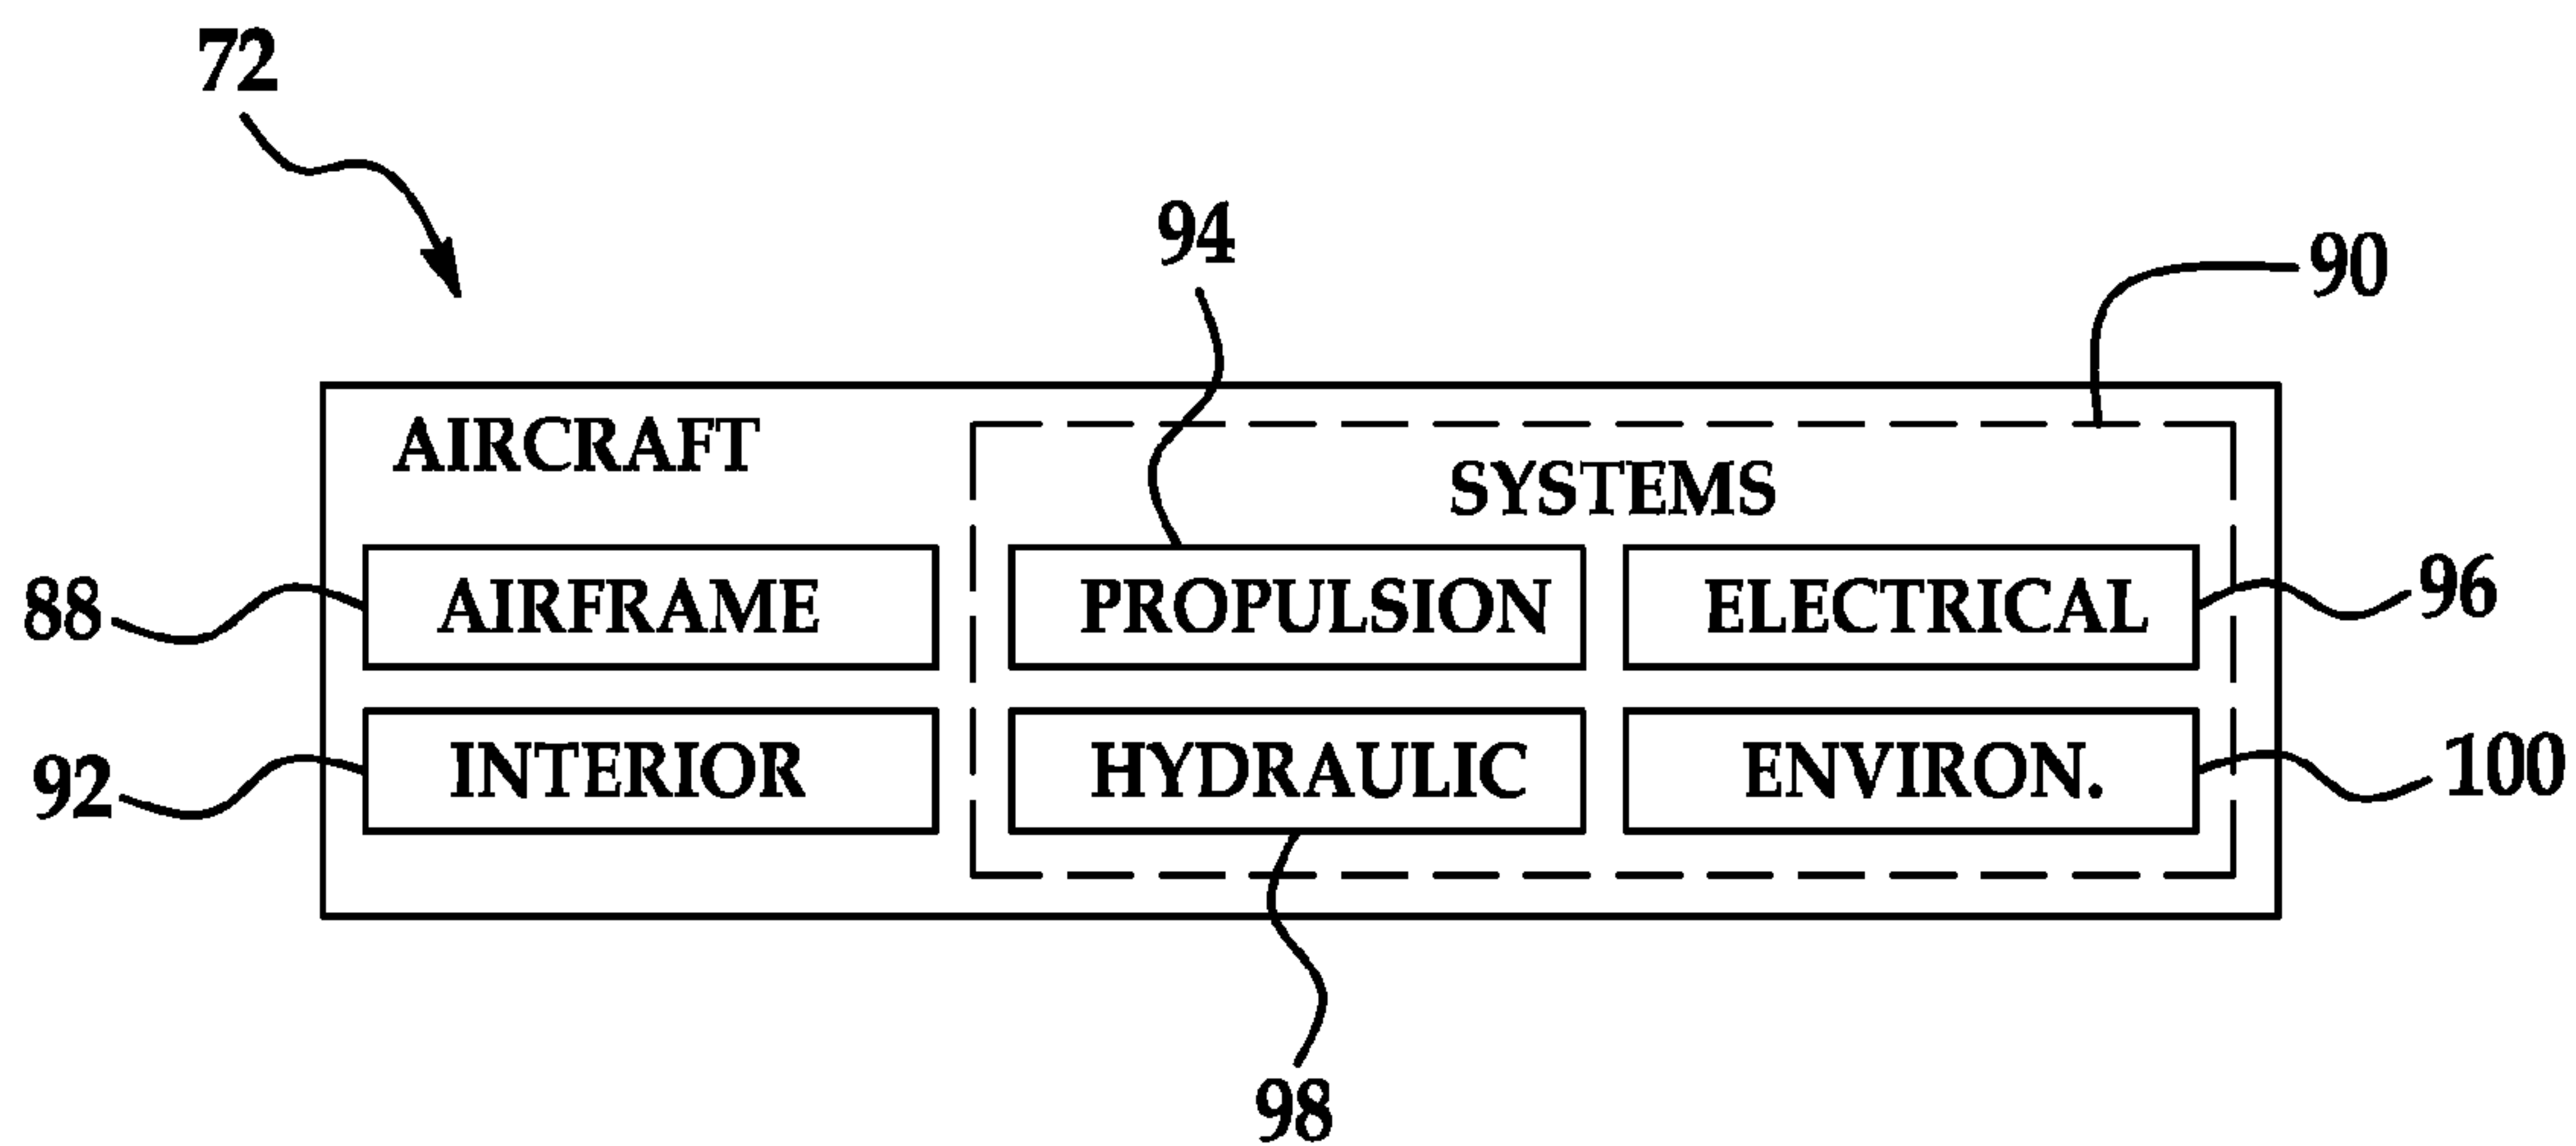 72
94
90
AIRCRAFT
SYSTEMS
88
AIRFRAME
PROPULSION
ELECTRICAL
96
92
INTERIOR
HYDRAULIC
ENVIRON.
100
98